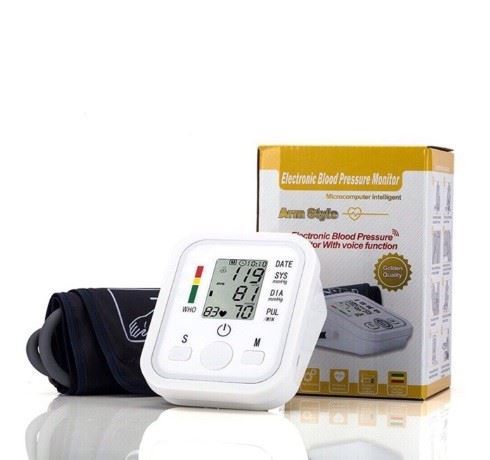 Electronic Blood Pressure Monitor
Microcomputer Intelligent
Arm Style
Electronic Blood Pressure
With voice function
Golden
Quality
M 10:10
DATE
119
SYS
mmHg
81
DIA
mmHg
83 70
PUL
/MIN
WHO
S
M